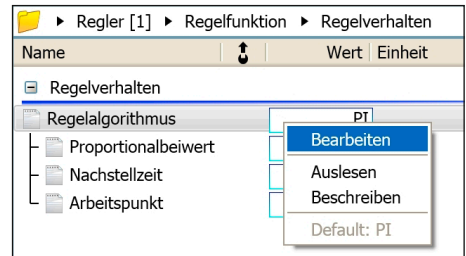 ▸ Regler [1] ▸ Regelfunktion ▸ Regelverhalten
Name Wert Einheit
Regelverhalten
Regelalgorithmus PI
Proportionalbeiwert
Nachstellzeit
Arbeitspunkt
Bearbeiten
Auslesen
Beschreiben
Default: PI